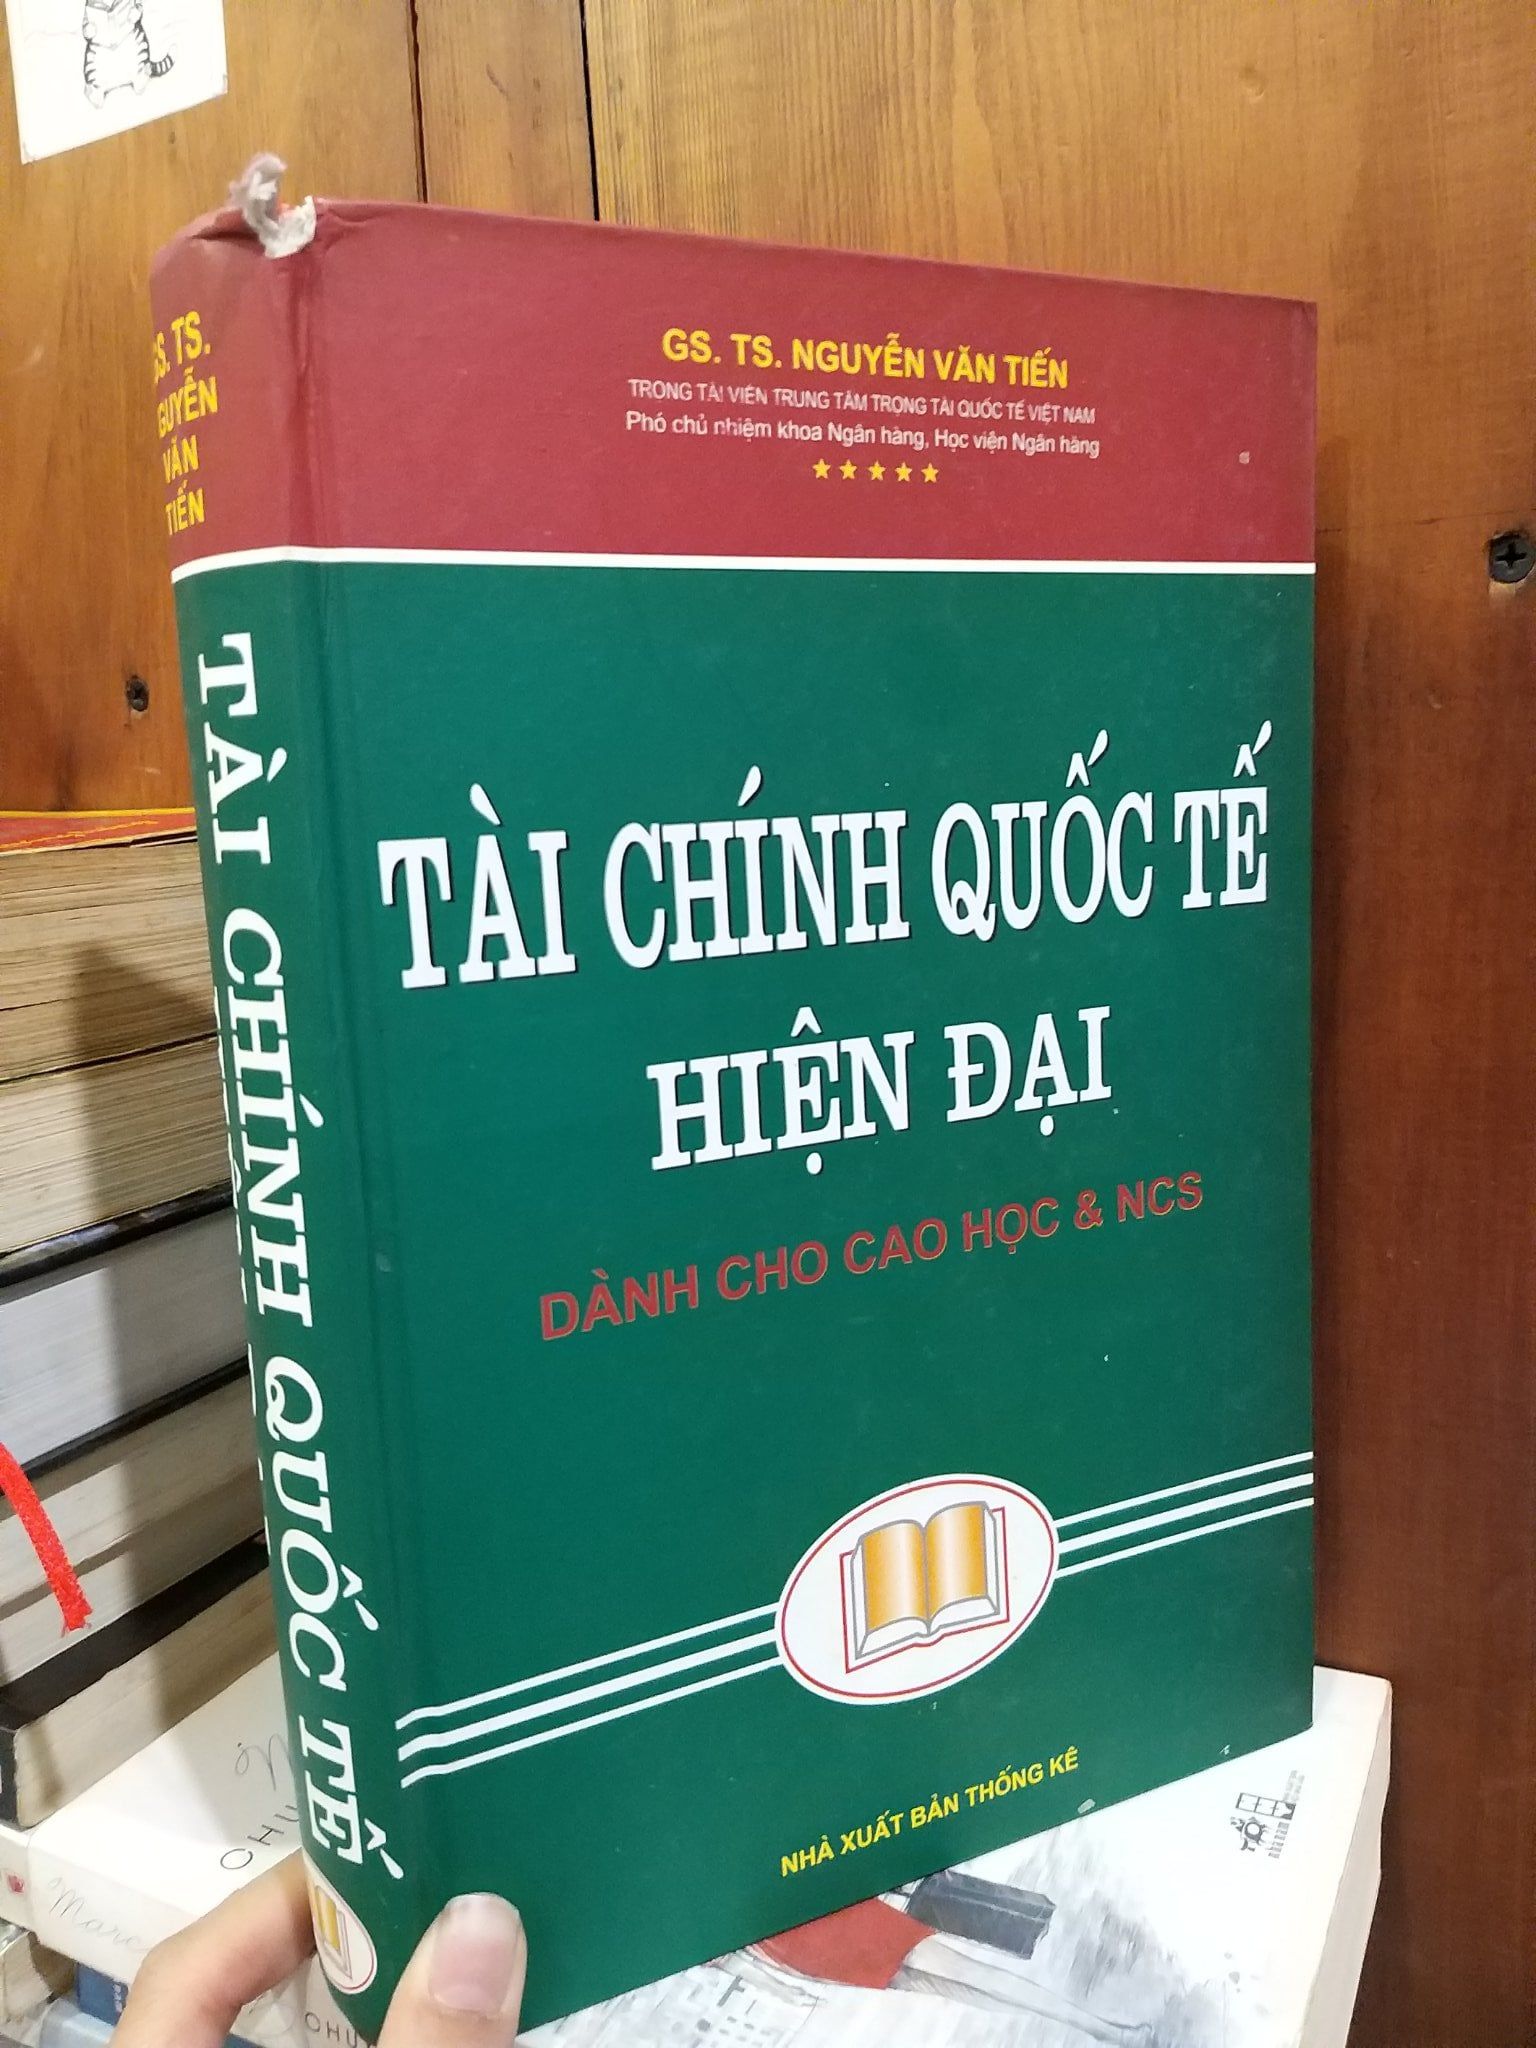 GS. TS. NGUYỄN VĂN TIẾN
TRỌNG TÀI VIÊN TRUNG TÂM TRỌNG TÀI QUỐC TẾ VIỆT NAM
Phó chủ nhiệm khoa Ngân hàng, Học viện Ngân hàng
TÀI CHÍNH QUỐC TẾ
HIỆN ĐẠI
DÀNH CHO CAO HỌC & NCS
NHÀ XUẤT BẢN THỐNG KÊ
TS.
VĂN
TIẾN
TÀI CHÍNH QUỐC TẾ